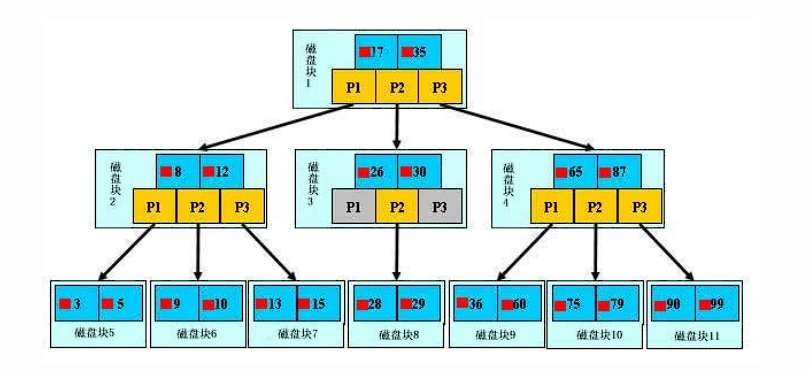 磁盘块1
17 35
P1 P2 P3
磁盘块2
8 12
P1 P2 P3
磁盘块3
26 30
P1 P2 P3
磁盘块4
65 87
P1 P2 P3
3 5
磁盘块5
9 10
磁盘块6
13 15
磁盘块7
28 29
磁盘块8
36 60
磁盘块9
75 79
磁盘块10
90 99
磁盘块11